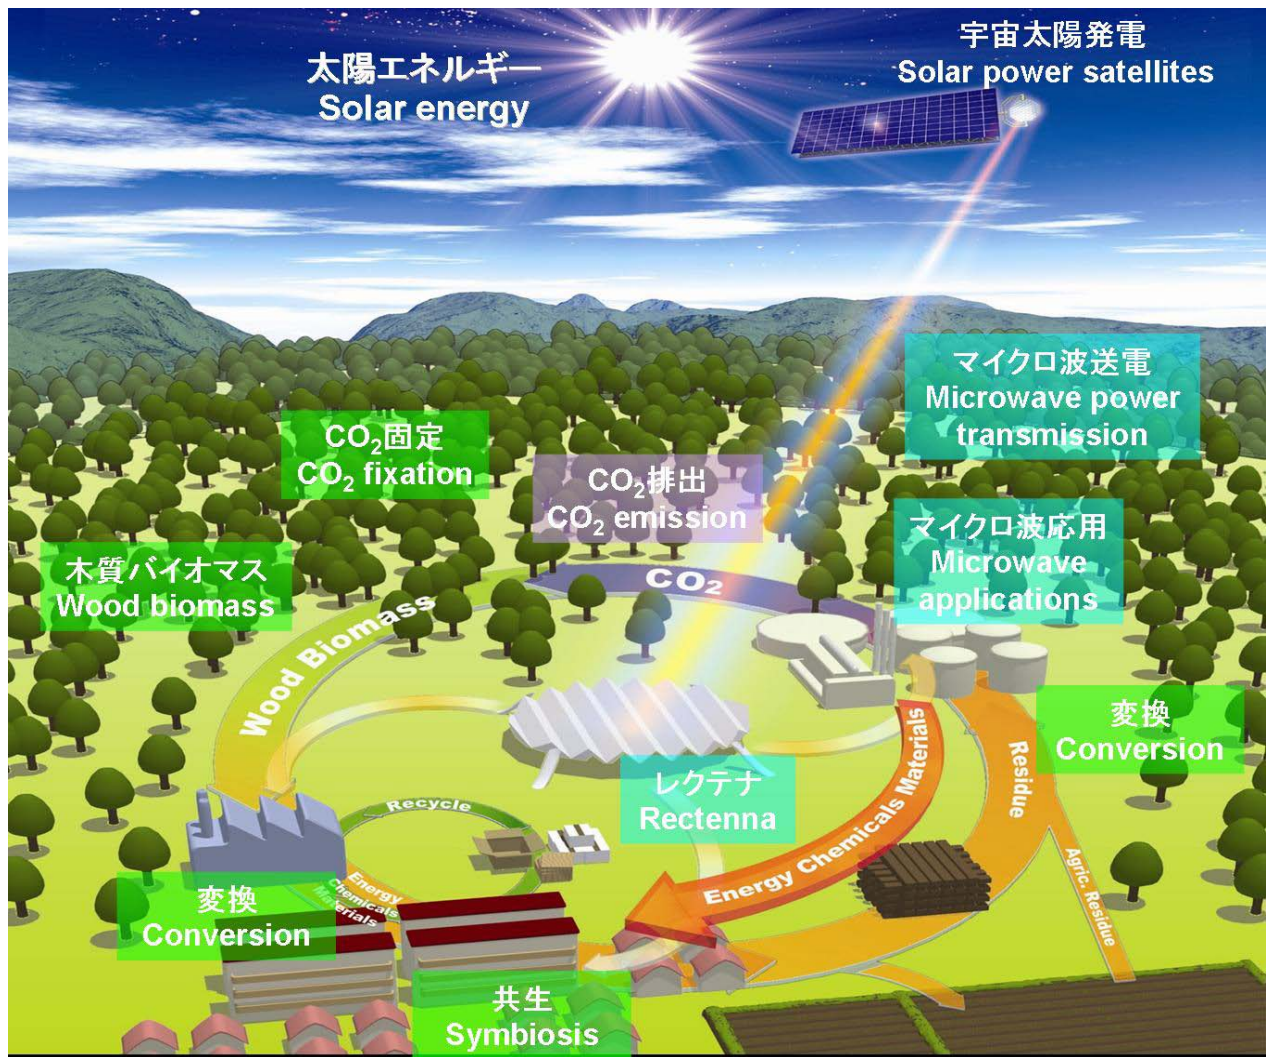 太陽エネルギー
Solar energy
宇宙太陽発電
Solar power satellites
マイクロ波送電
Microwave power
transmission
CO₂固定
CO₂ fixation
CO₂排出
CO₂ emission
マイクロ波応用
Microwave
applications
木質バイオマス
Wood biomass
CO₂
Wood Biomass
変換
Conversion
Residue
Energy Chemicals Materials
レクテナ
Rectenna
Recycle
Agric. Residue
Energy
Chemicals
Materials
変換
Conversion
共生
Symbiosis